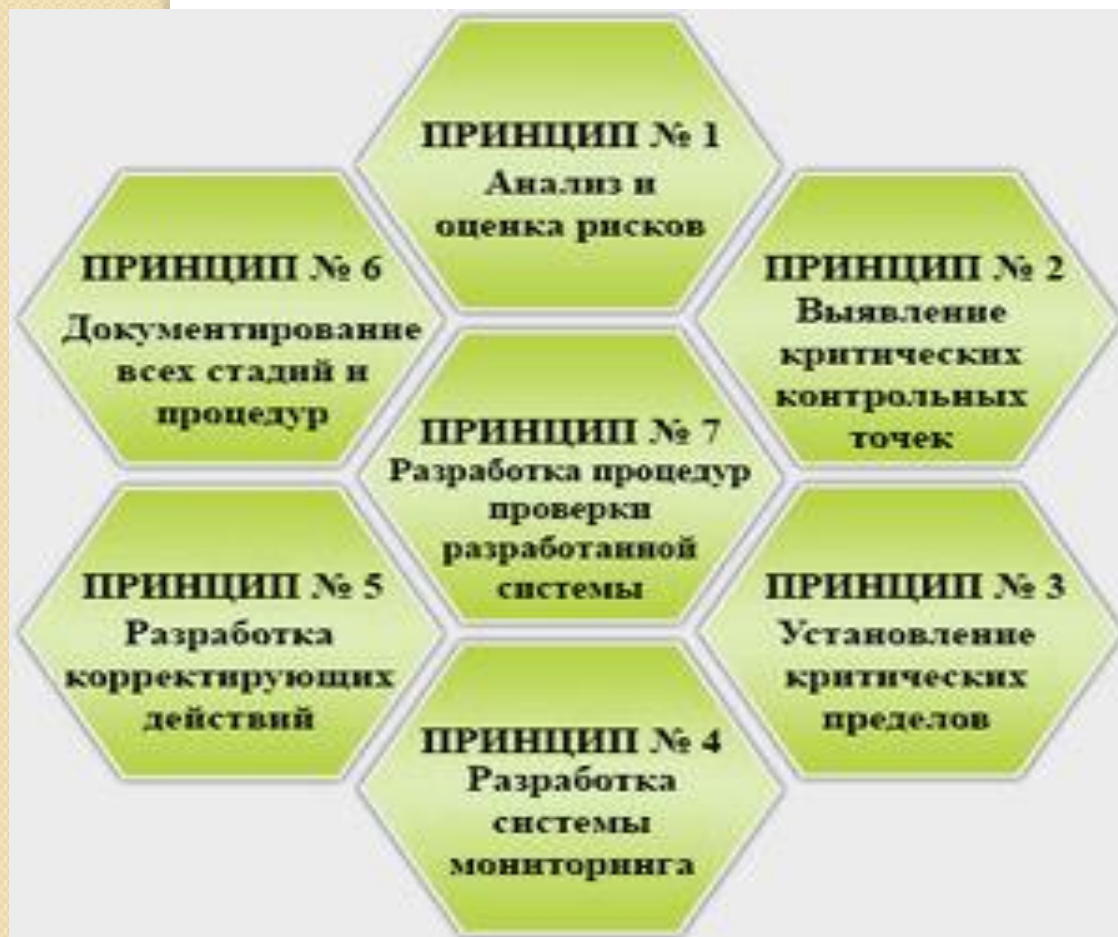 ПРИНЦИП № 1
Анализ и
оценка рисков
ПРИНЦИП № 2
Выявление
критических
контрольных
точек
ПРИНЦИП № 3
Установление
критических
пределов
ПРИНЦИП № 4
Разработка
системы
мониторинга
ПРИНЦИП № 5
Разработка
корректирующих
действий
ПРИНЦИП № 6
Документирование
всех стадий и
процедур
ПРИНЦИП № 7
Разработка процедур
проверки
разработанной
системы